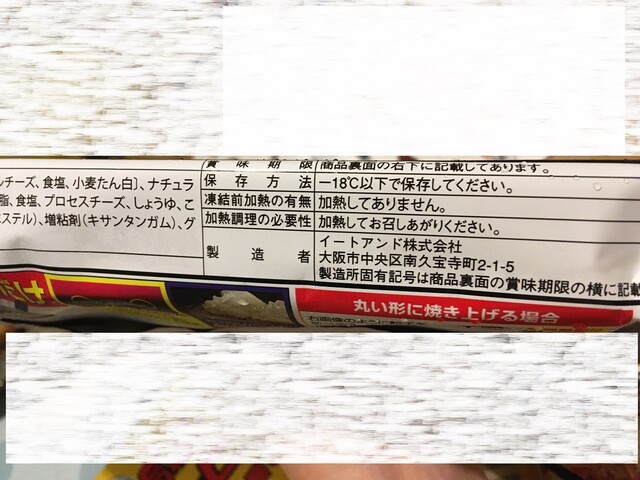 賞味期限 商品裏面の右下に記載してあります。
ルチーズ、食塩、小麦たん白）、ナチュラ
保存方法 －18℃以下で保存してください。
脂、食塩、プロセスチーズ、しょうゆ、こ
凍結前加熱の有無 加熱してありません。
エステル）、増粘剤（キサンタンガム）、グ
加熱調理の必要性 加熱してお召しあがりください。
製造者 イートアンド株式会社
大阪市中央区南久宝寺町2-1-5
製造所固有記号は商品裏面の賞味期限の横に記載
丸い形に焼き上げる場合